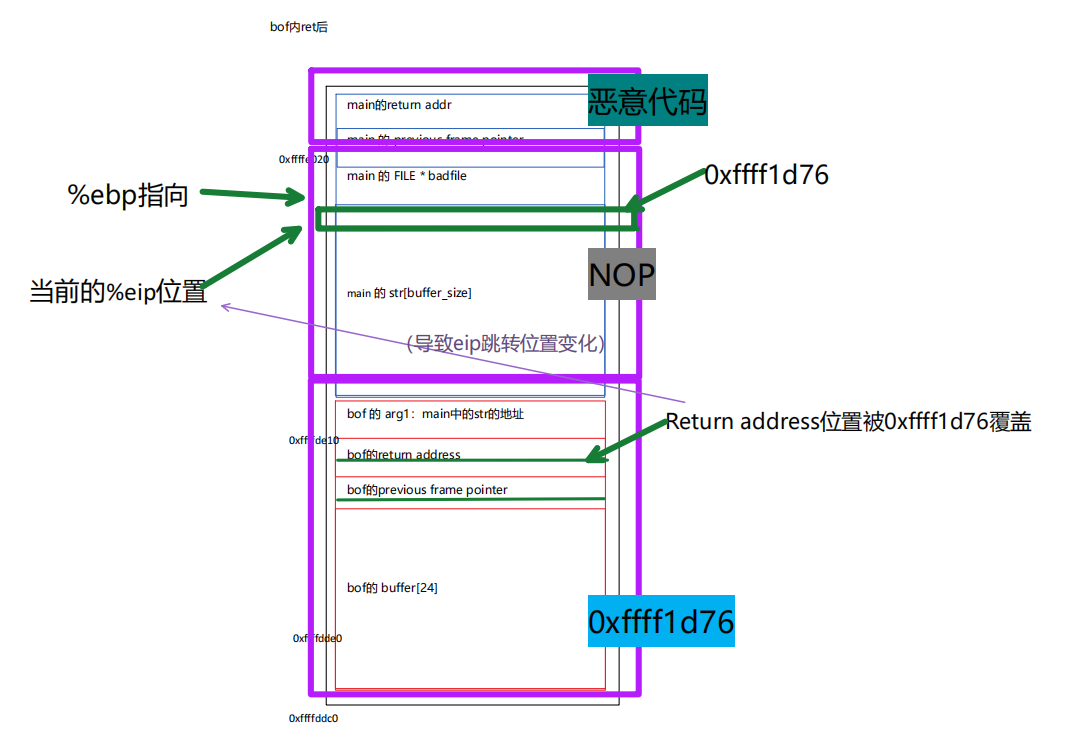 bof内ret后
恶意代码
main的return addr
main 的 previous frame pointer
0xffffe020
main 的 FILE * badfile
0xffff1d76
%ebp指向
NOP
当前的%eip位置
main 的 str[buffer_size]
(导致eip跳转位置变化)
bof 的 arg1：main中的str的地址
Return address位置被0xffff1d76覆盖
0xffffde10
bof的return address
bof的previous frame pointer
bof的 buffer[24]
0xffff1d76
0xffffdde0
0xffffddc0